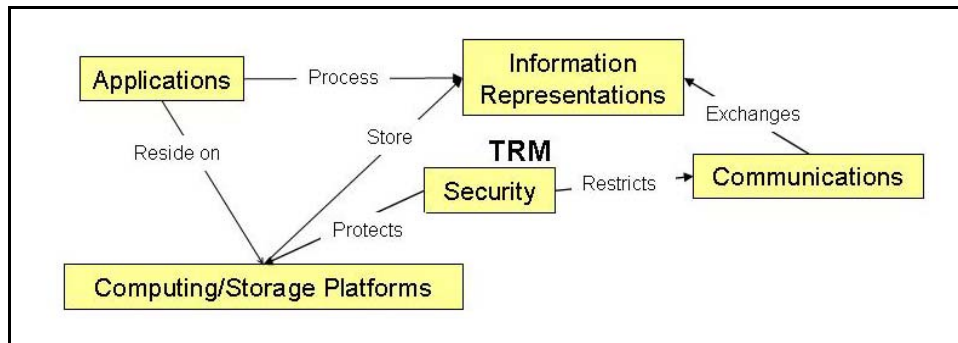 Applications
Process
Information
Representations
Exchanges
Store
Reside on
TRM
Security
Restricts
Communications
Protects
Computing/Storage Platforms